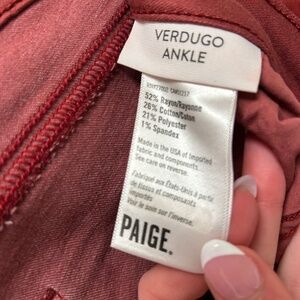 VERDUGO
ANKLE
52% Rayon/Rayonne
26% Cotton/Coton
21% Polyester
1% Spandex
Made in the USA of imported
fabric and components.
See care on reverse.
Fabriqué aux États-Unis à partir
de tissus et composants
importés
Voir le soin sur l'inverse.
PAIGE.